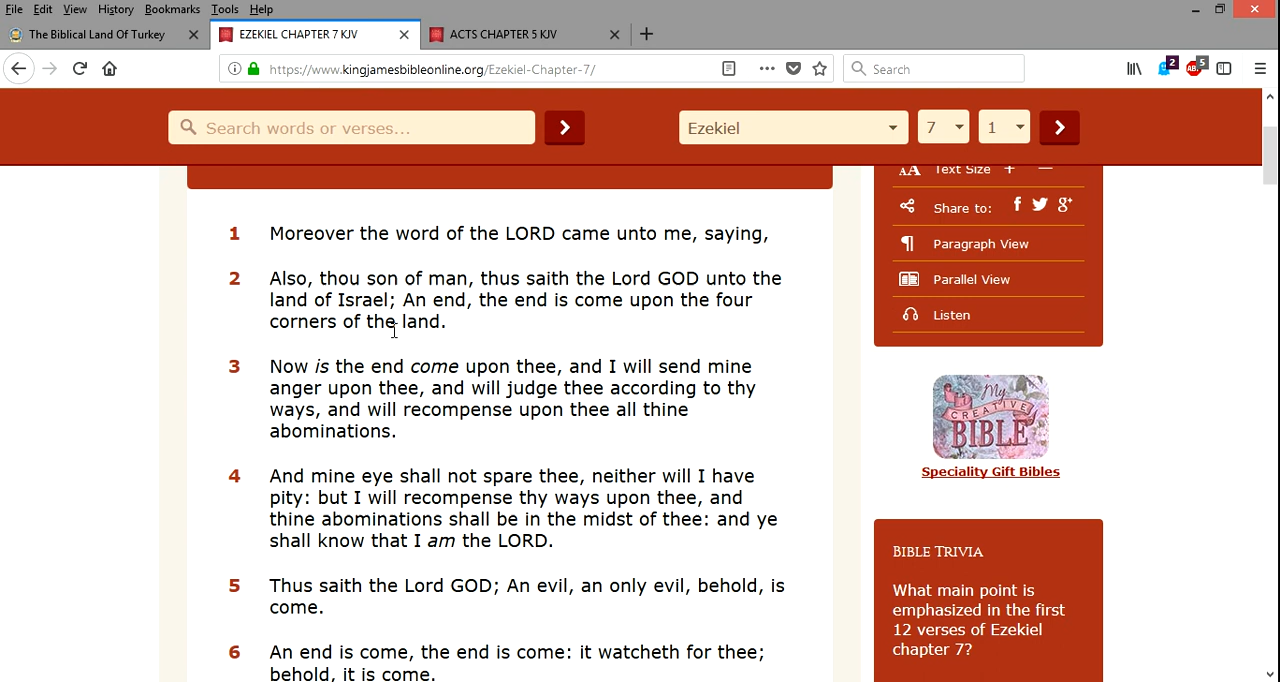 File Edit View History Bookmarks Tools Help
The Biblical Land Of Turkey
EZEKIEL CHAPTER 7 KJV
ACTS CHAPTER 5 KJV
https://www.kingjamesbibleonline.org/Ezekiel-Chapter-7/
Search
2
ABP
5
Search words or verses...
Ezekiel
7
1
1 Moreover the word of the LORD came unto me, saying,
2 Also, thou son of man, thus saith the Lord GOD unto the
land of Israel; An end, the end is come upon the four
corners of the land.
3 Now is the end come upon thee, and I will send mine
anger upon thee, and will judge thee according to thy
ways, and will recompense upon thee all thine
abominations.
4 And mine eye shall not spare thee, neither will I have
pity: but I will recompense thy ways upon thee, and
thine abominations shall be in the midst of thee: and ye
shall know that I am the LORD.
5 Thus saith the Lord GOD; An evil, an only evil, behold, is
come.
6 An end is come, the end is come: it watcheth for thee;
behold, it is come.
AA Text Size + —
Share to: f g+
Paragraph View
Parallel View
Listen
My
CREATIVE
BIBLE
Speciality Gift Bibles
BIBLE TRIVIA
What main point is
emphasized in the first
12 verses of Ezekiel
chapter 7?